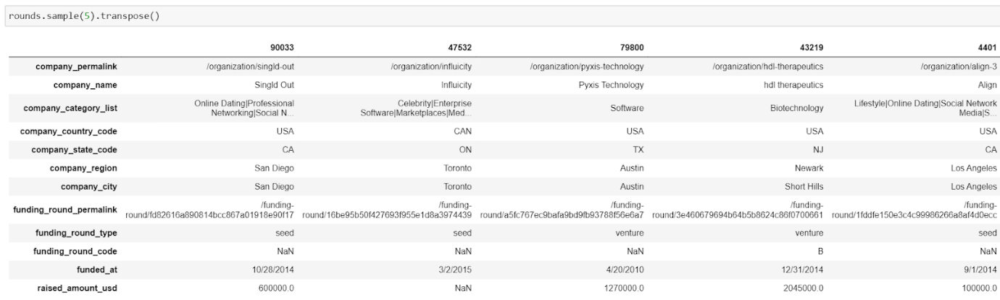 rounds.sample(5).transpose()
90033 47532 79800 43219 4401
company_permalink /organization/singld-out /organization/influicity /organization/pyxis-technology /organization/hdl-therapeutics /organization/align-3
company_name Singld Out Influicity Pyxis Technology hdl therapeutics Align
company_category_list Online Dating|Professional Networking|Social N... Celebrity|Enterprise Software|Marketplaces|Med... Software Biotechnology Lifestyle|Online Dating|Social Network Media|S...
company_country_code USA CAN USA USA USA
company_state_code CA ON TX NJ CA
company_region San Diego Toronto Austin Newark Los Angeles
company_city San Diego Toronto Austin Short Hills Los Angeles
funding_round_permalink /funding-round/fd82616a890814bcc867a01918e90f17 /funding-round/16be95b50f427693f955e1d8a3974439 /funding-round/a5fc767ec9bafa9bd9fb93788f56e6a7 /funding-round/3e460679694b64b5b8624c86f0700661 /funding-round/1fddfe150e3c4c99986266a8af4d0ecc
funding_round_type seed seed venture venture seed
funding_round_code NaN NaN NaN B NaN
funded_at 10/28/2014 3/2/2015 4/20/2010 12/31/2014 9/1/2014
raised_amount_usd 600000.0 NaN 1270000.0 2045000.0 100000.0